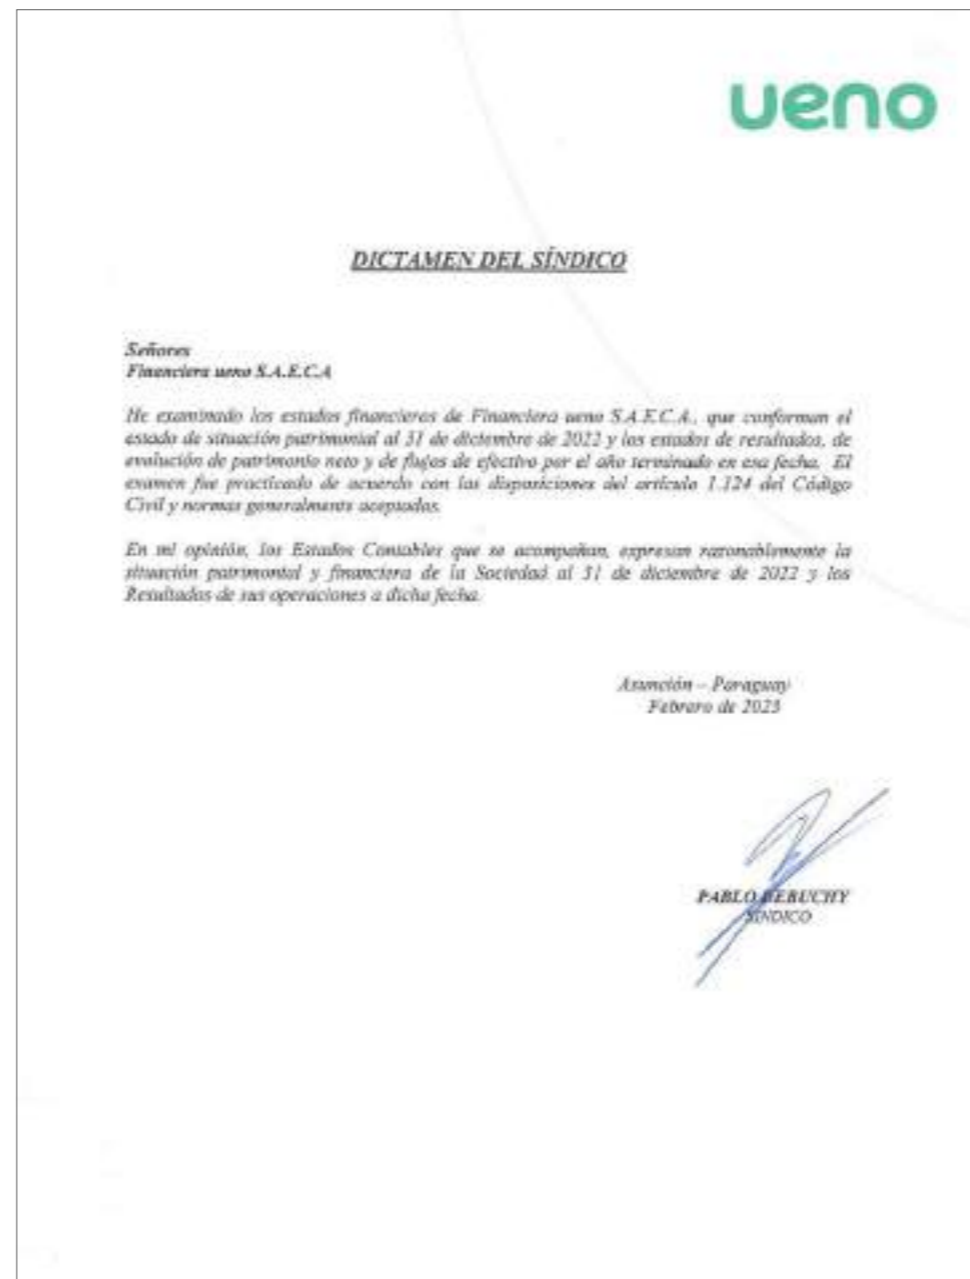 ueno
DICTAMEN DEL SÍNDICO
Señores
Financiera ueno S.A.E.C.A
He examinado los estados financieros de Financiera ueno S.A.E.C.A., que conforman el
estado de situación patrimonial al 31 de diciembre de 2022 y los estados de resultados, de
evolución de patrimonio neto y de flujos de efectivo por el año terminado en esa fecha. El
examen fue practicado de acuerdo con las disposiciones del artículo 1.124 del Código
Civil y normas generalmente aceptadas.
En mi opinión, los Estados Contables que se acompañan, expresan razonablemente la
situación patrimonial y financiera de la Sociedad al 31 de diciembre de 2022 y los
Resultados de sus operaciones a dicha fecha.
Asunción – Paraguay
Febrero de 2023
PABLO DEBUCHY
SÍNDICO